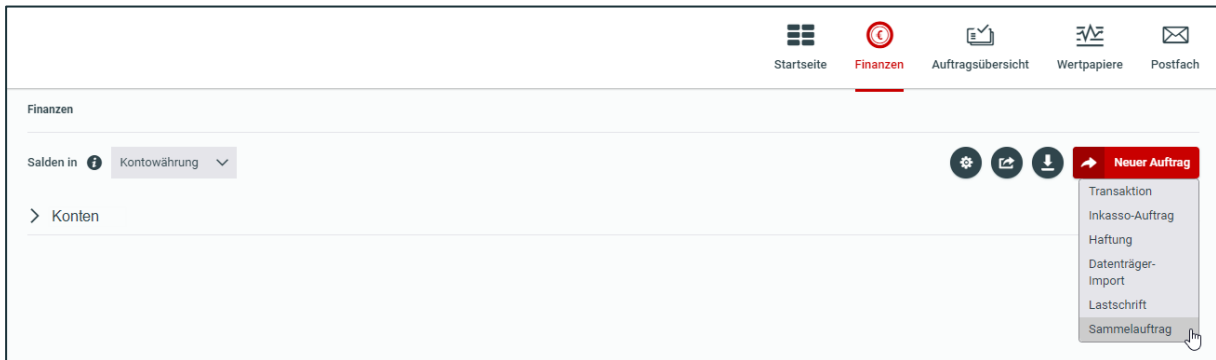 Startseite
Finanzen
Auftragsübersicht
Wertpapiere
Postfach
Finanzen
Salden in
Kontowährung
Neuer Auftrag
Transaktion
Inkasso-Auftrag
Konten
Haftung
Datenträger-
Import
Lastschrift
Sammelauftrag